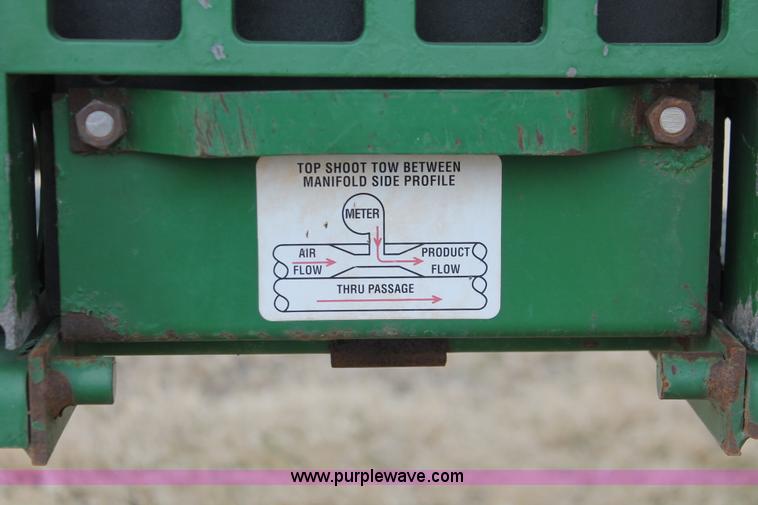 TOP SHOOT TOW BETWEEN
MANIFOLD SIDE PROFILE
METER
AIR
FLOW
PRODUCT
FLOW
THRU PASSAGE
www.purplewave.com